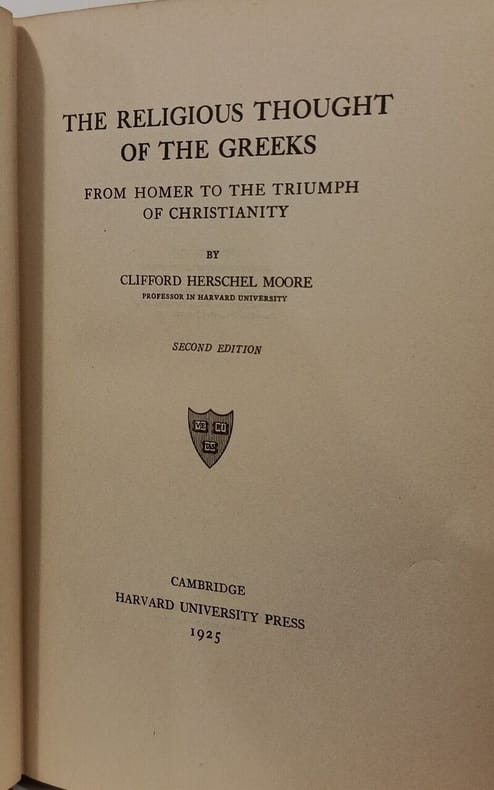 THE RELIGIOUS THOUGHT
OF THE GREEKS
FROM HOMER TO THE TRIUMPH
OF CHRISTIANITY
BY
CLIFFORD HERSCHEL MOORE
PROFESSOR IN HARVARD UNIVERSITY
SECOND EDITION
VE RI
TAS
CAMBRIDGE
HARVARD UNIVERSITY PRESS
1925